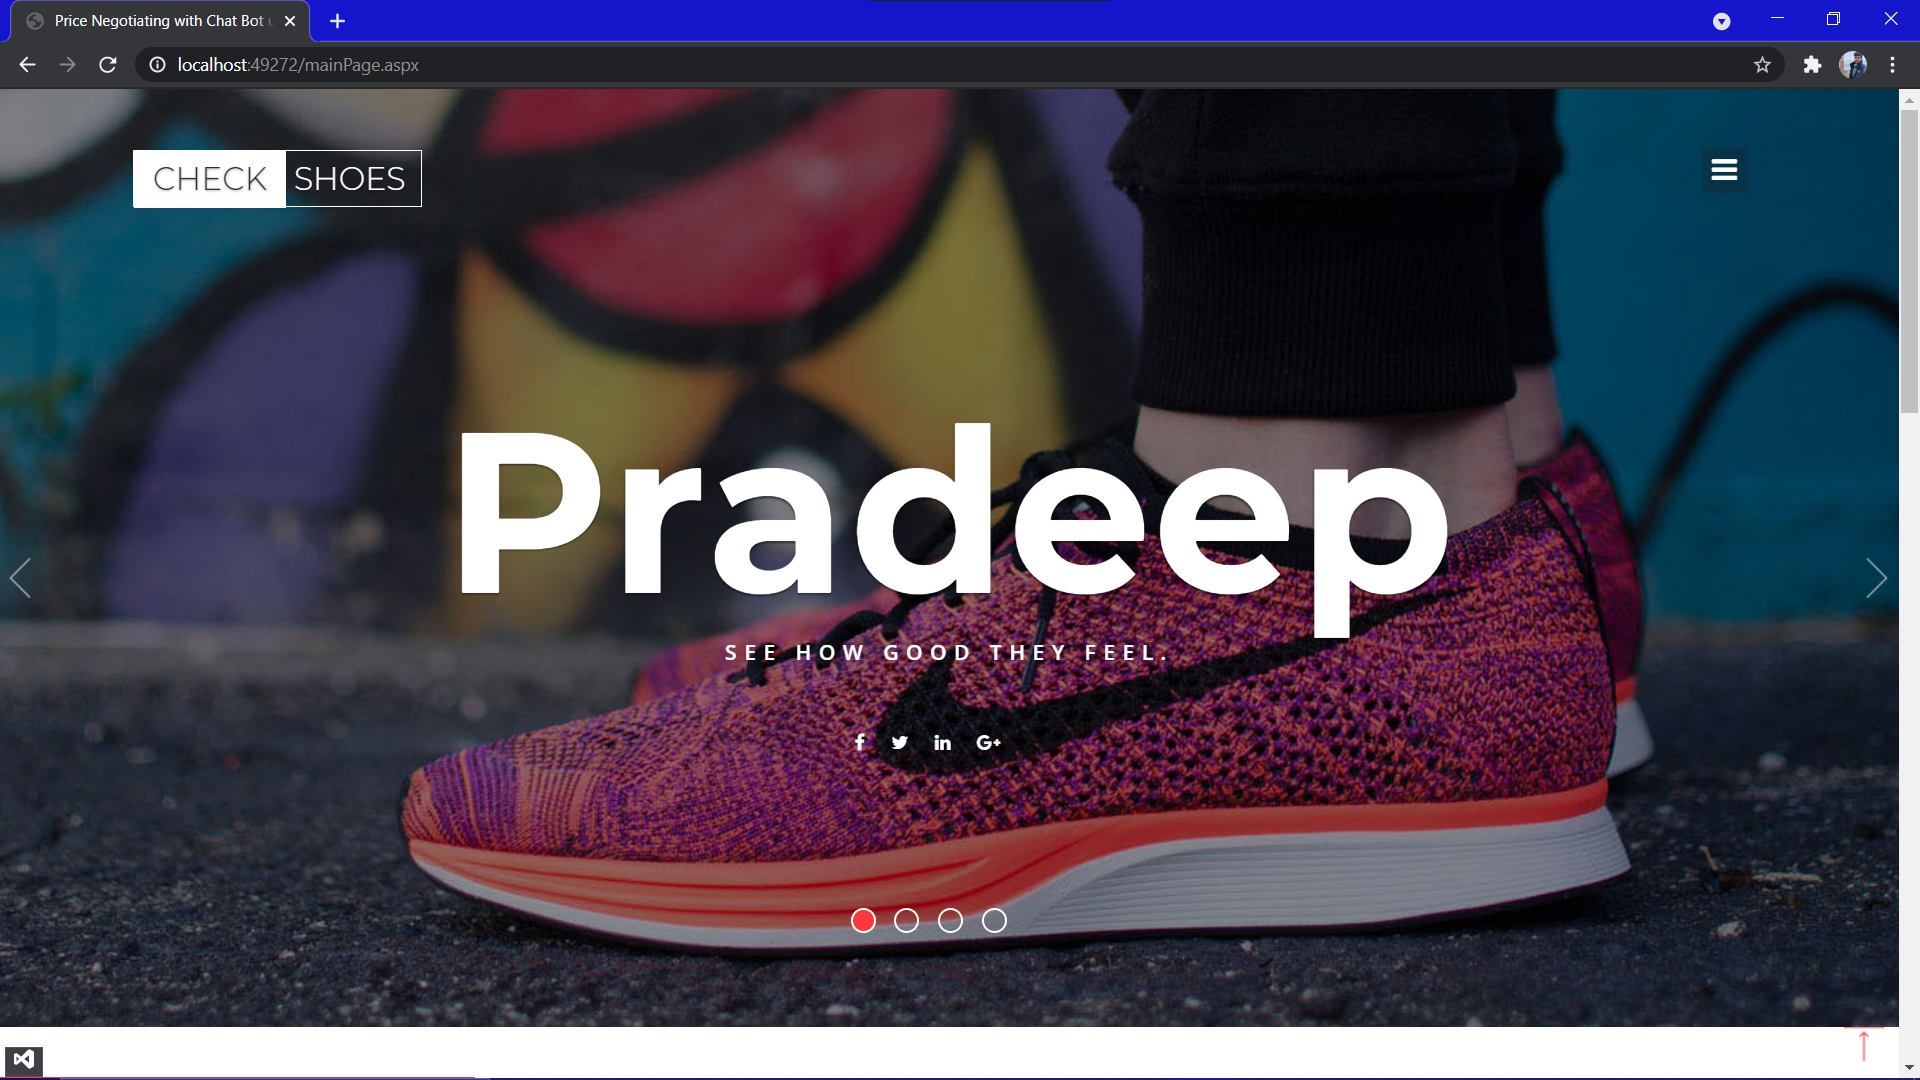 Price Negotiating with Chat Bot
localhost:49272/mainPage.aspx
CHECK SHOES
Pradeep
SEE HOW GOOD THEY FEEL.
f in G+